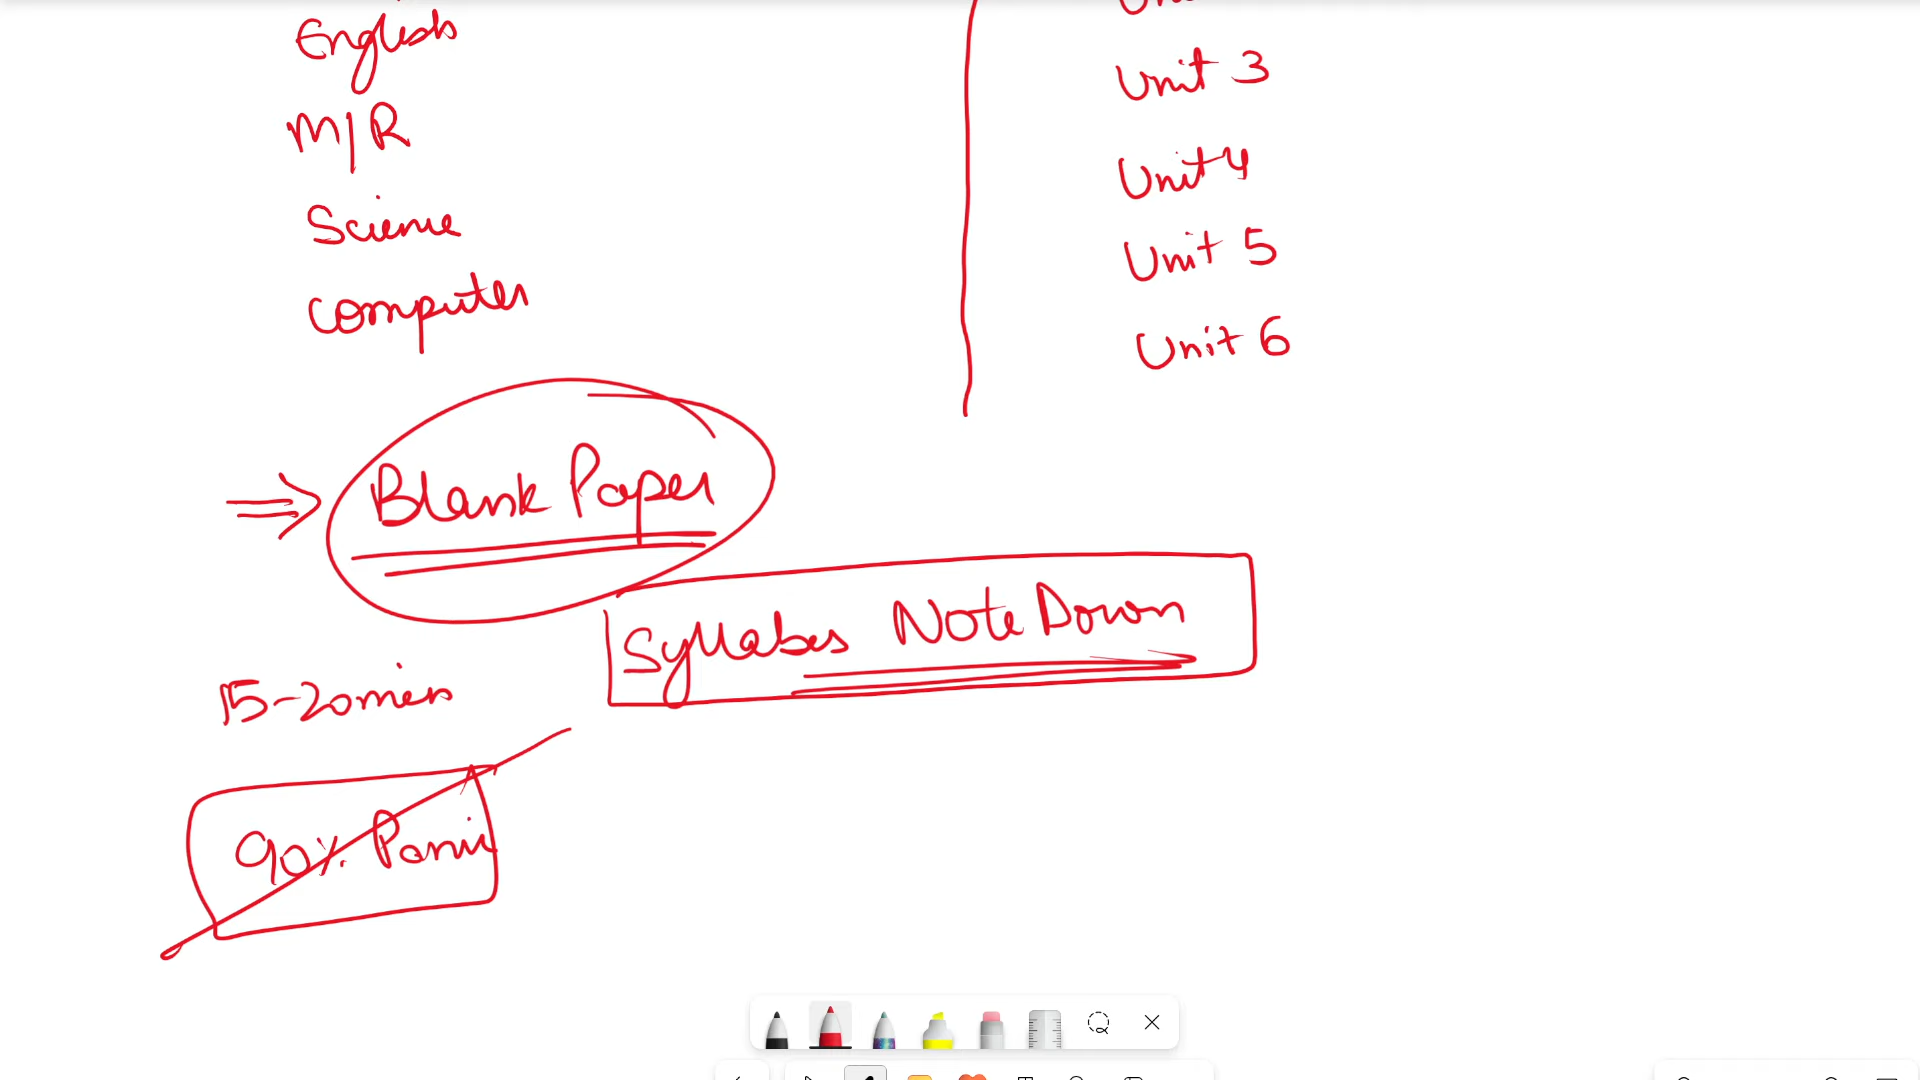 English
M/R
Science
Computer
Unit 3
Unit 4
Unit 5
Unit 6
⇒ Blank Paper
Syllabus Note Down
15-20 min
90% Panic